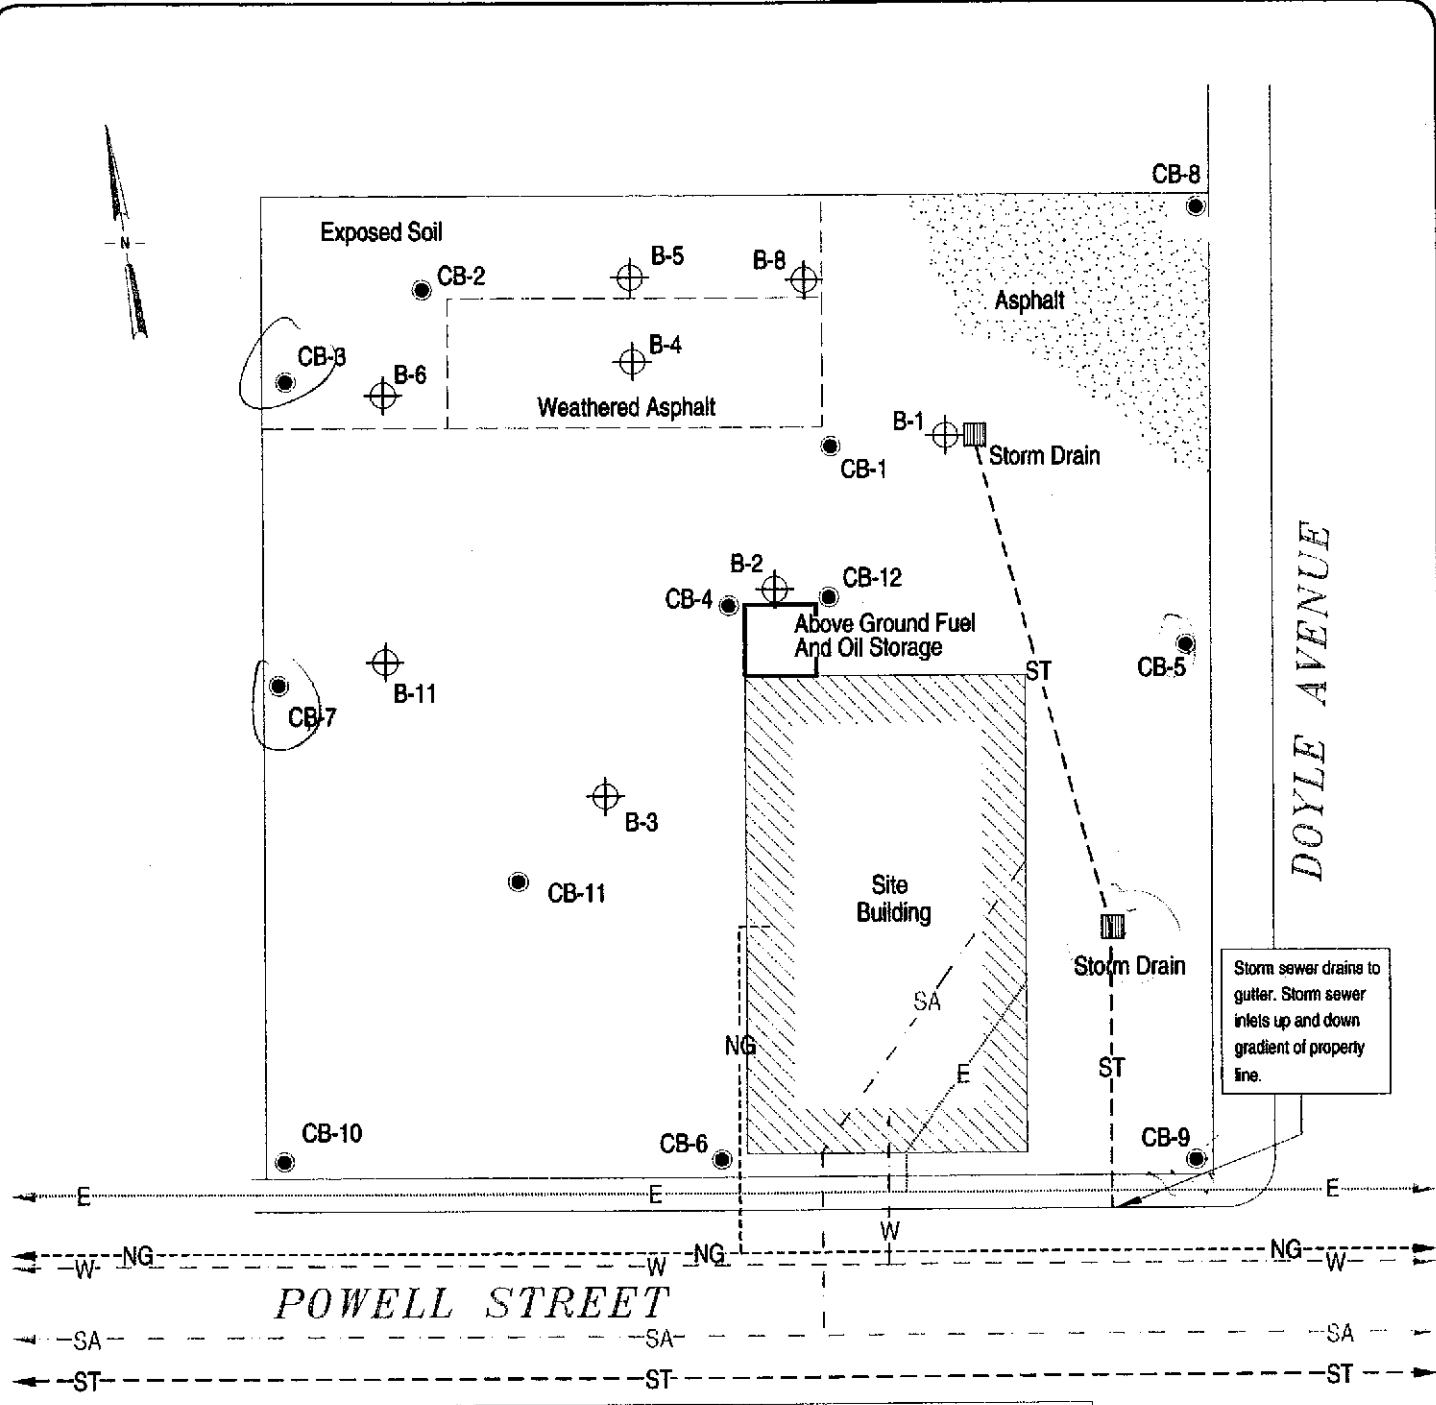 CB-8
Exposed Soil
N
B-5
B-8
CB-2
Asphalt
B-4
CB-3
B-6
Weathered Asphalt
B-1
CB-1
Storm Drain
B-2
CB-12
CB-4
Above Ground Fuel
And Oil Storage
CB-5
ST
B-11
CB-7
DOYLE AVENUE
B-3
CB-11
Site
Building
Storm Drain
Storm sewer drains to
gutter. Storm sewer
inlets up and down
gradient of property
line.
SA
NG
E
ST
CB-10
CB-6
CB-9
E E E
W
NG NG NG
W W W
POWELL STREET
SA SA SA
ST ST ST